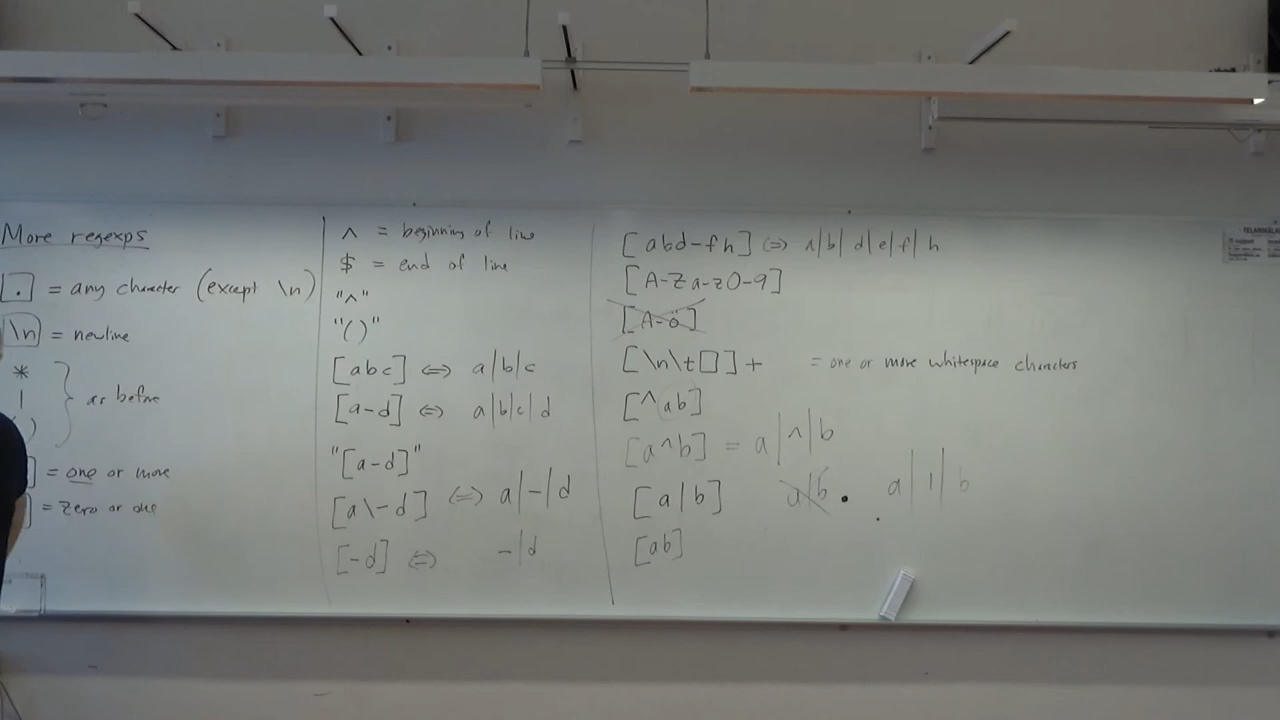 More regexps
[.] = any character (except \n)
\n = newline
*
|
)
} as before
= one or more
= zero or one
^ = beginning of line
$ = end of line
"^"
"()"
[abc] ⇔ a|b|c
[a-d] ⇔ a|b|c|d
"[a-d]"
[a\-d] ⇔ a|-|d
[-d] ⇔ -|d
[abd-fh] ⇔ a|b|d|e|f|h
[A-Za-z0-9]
[A-ö]
[\n\t□]+ = one or more whitespace characters
[^ab]
[a^b] = a|^|b
[a|b] a|b . a|||b
[ab]